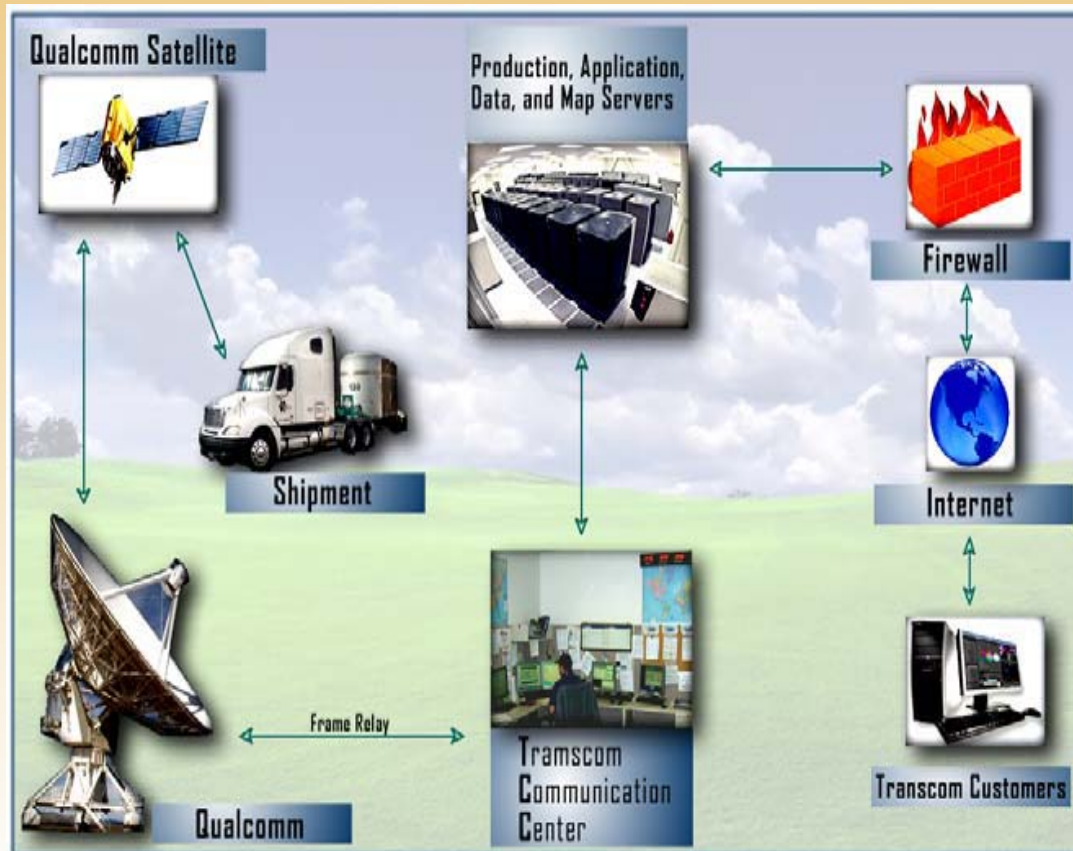 Qualcomm Satellite
Production, Application,
Data, and Map Servers
Firewall
Shipment
Internet
Frame Relay
Qualcomm
Tramscom
Communication
Center
Transcom Customers